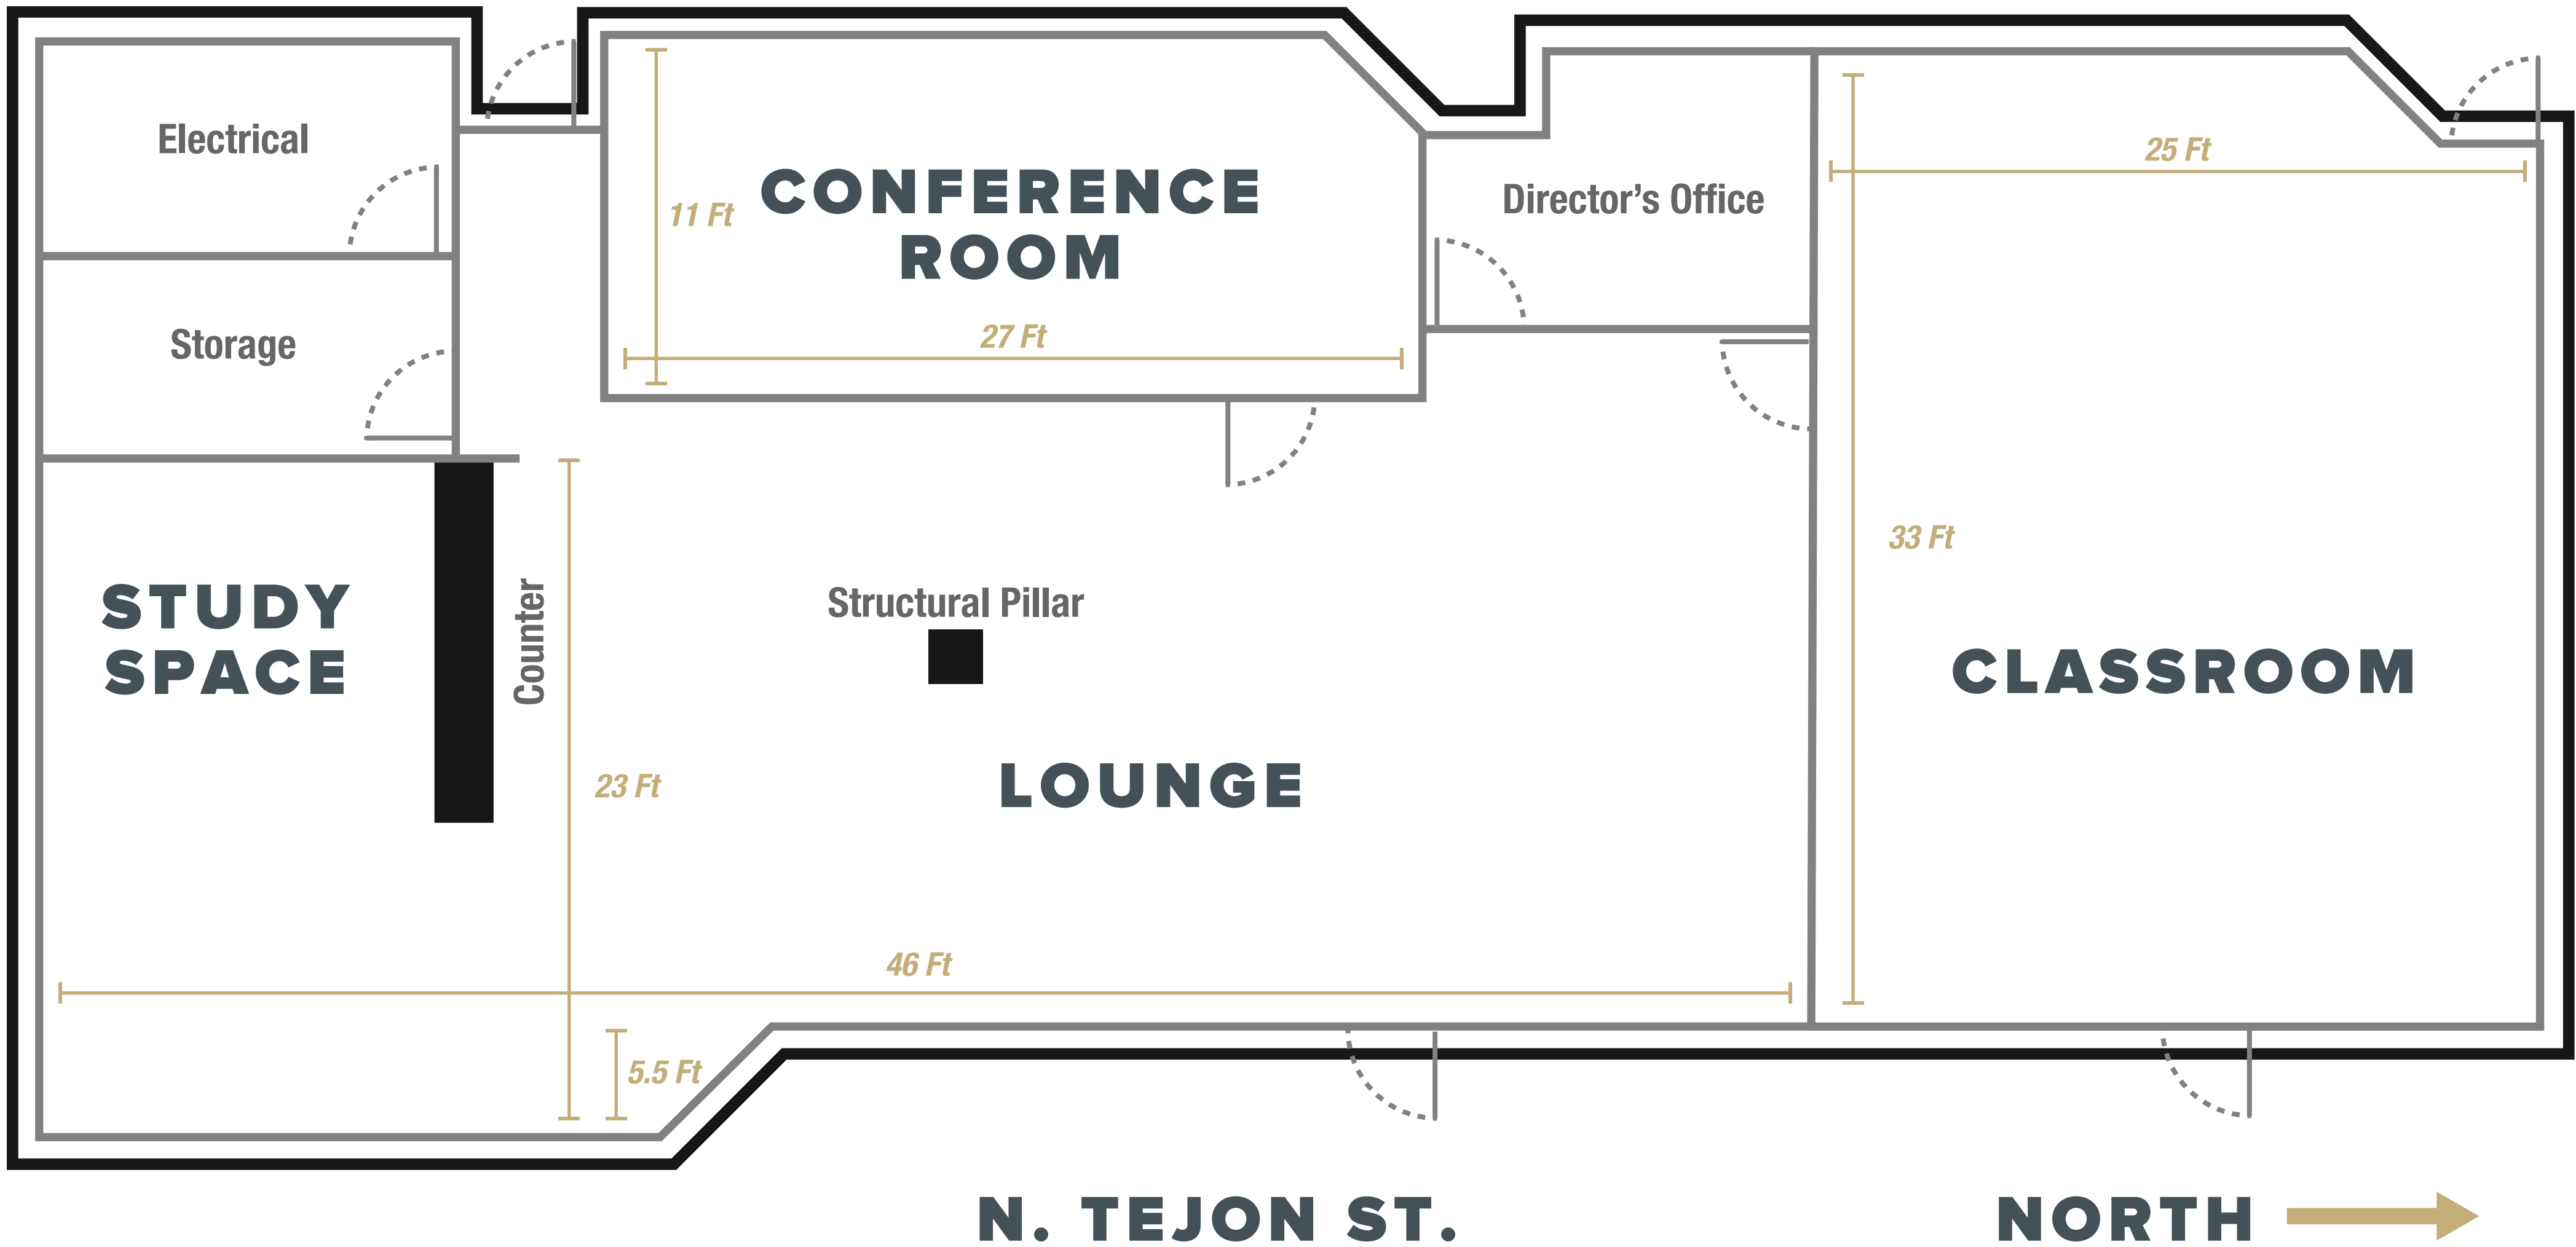 Electrical
Storage
CONFERENCE
ROOM
11 Ft
27 Ft
Director's Office
25 Ft
33 Ft
STUDY
SPACE
Counter
Structural Pillar
CLASSROOM
LOUNGE
23 Ft
46 Ft
5.5 Ft
N. TEJON ST.
NORTH